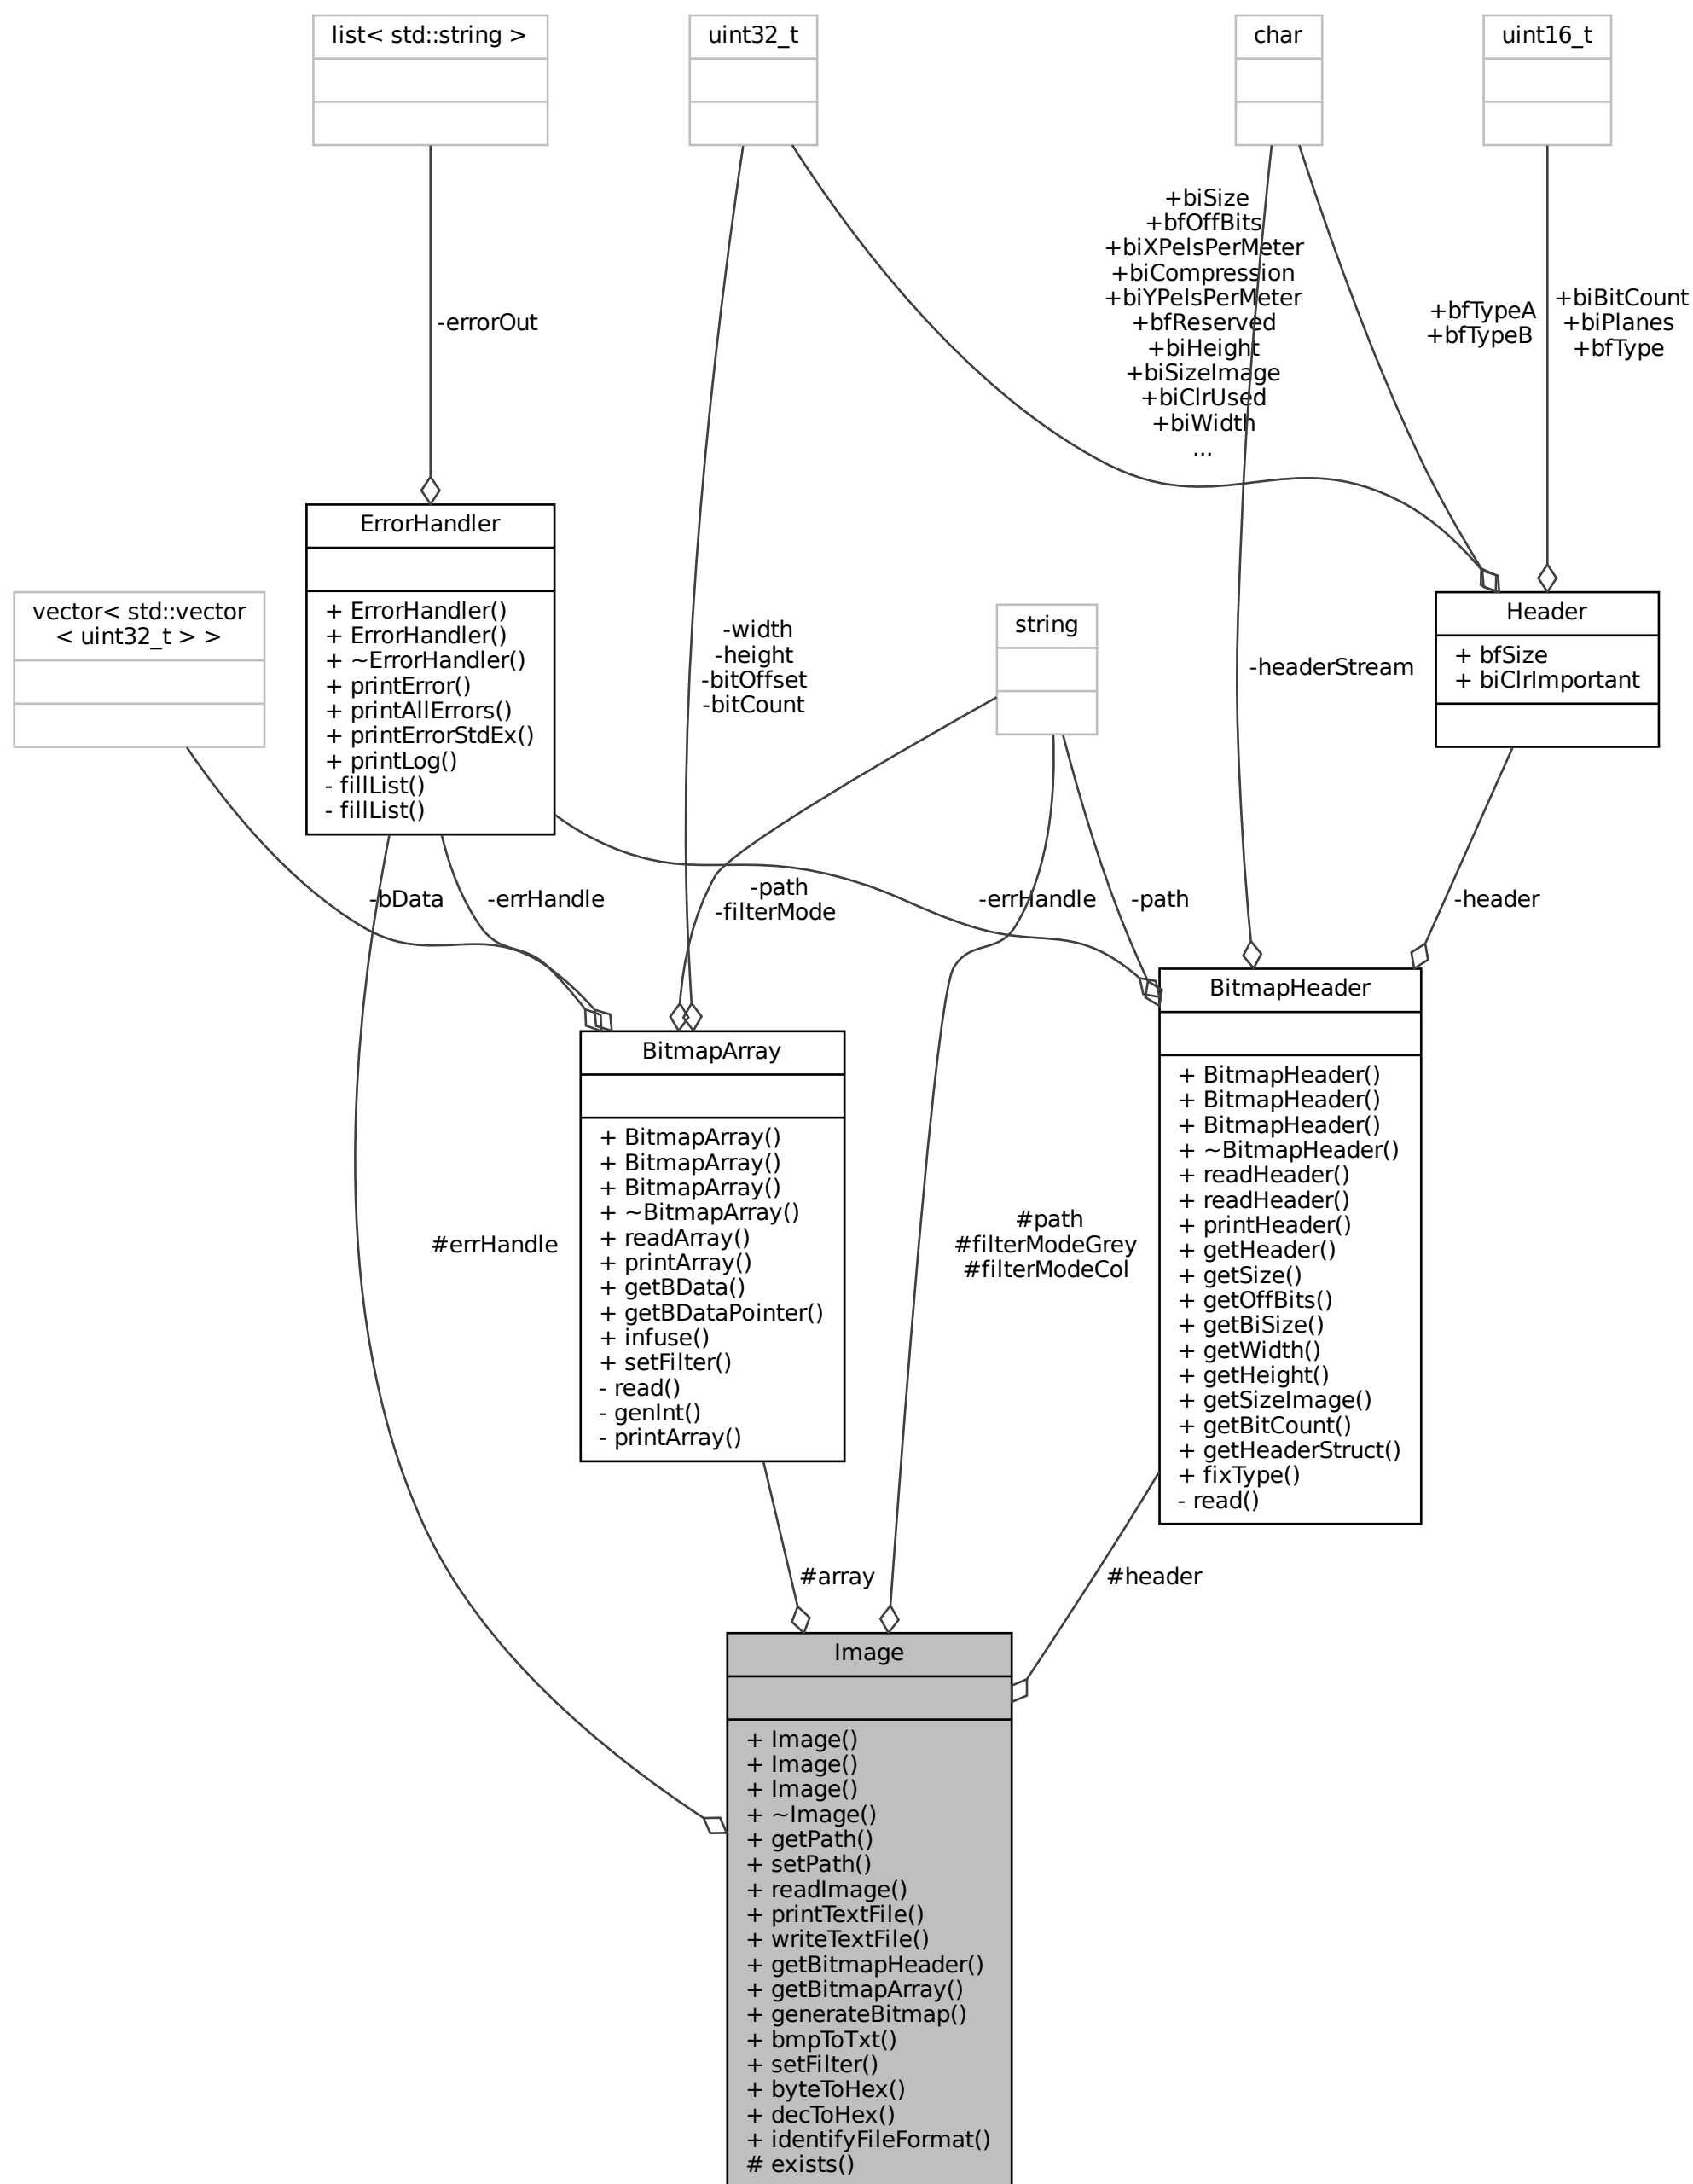 list< std::string >
uint32_t
char
uint16_t
+biSize
+bfOffBits
+biXPelsPerMeter
+biCompression
+biYPelsPerMeter
+bfReserved
+biHeight
+biSizeImage
+biClrUsed
+biWidth
...
-errorOut
+bfTypeA
+bfTypeB
+biBitCount
+biPlanes
+bfType
ErrorHandler
+ ErrorHandler()
+ ErrorHandler()
+ ~ErrorHandler()
+ printError()
+ printAllErrors()
+ printErrorStdEx()
+ printLog()
- fillList()
- fillList()
vector< std::vector
< uint32_t > >
-width
-height
-bitOffset
-bitCount
string
-headerStream
Header
+ bfSize
+ biClrImportant
-bData
-errHandle
-path
-filterMode
-errHandle
-path
-header
BitmapArray
+ BitmapArray()
+ BitmapArray()
+ BitmapArray()
+ ~BitmapArray()
+ readArray()
+ printArray()
+ getBData()
+ getBDataPointer()
+ infuse()
+ setFilter()
- read()
- genInt()
- printArray()
BitmapHeader
+ BitmapHeader()
+ BitmapHeader()
+ BitmapHeader()
+ ~BitmapHeader()
+ readHeader()
+ readHeader()
+ printHeader()
+ getHeader()
+ getSize()
+ getOffBits()
+ getBiSize()
+ getWidth()
+ getHeight()
+ getSizeImage()
+ getBitCount()
+ getHeaderStruct()
+ fixType()
- read()
#errHandle
#path
#filterModeGrey
#filterModeCol
#array
#header
Image
+ Image()
+ Image()
+ Image()
+ ~Image()
+ getPath()
+ setPath()
+ readImage()
+ printTextFile()
+ writeTextFile()
+ getBitmapHeader()
+ getBitmapArray()
+ generateBitmap()
+ bmpToTxt()
+ setFilter()
+ byteToHex()
+ decToHex()
+ identifyFileFormat()
# exists()